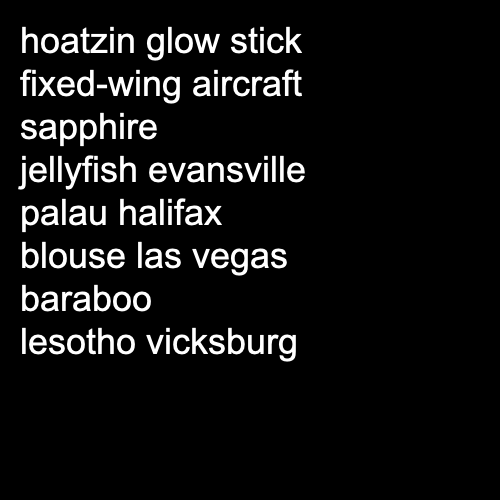 hoatzin glow stick
fixed-wing aircraft
sapphire
jellyfish evansville
palau halifax
blouse las vegas
baraboo
lesotho vicksburg